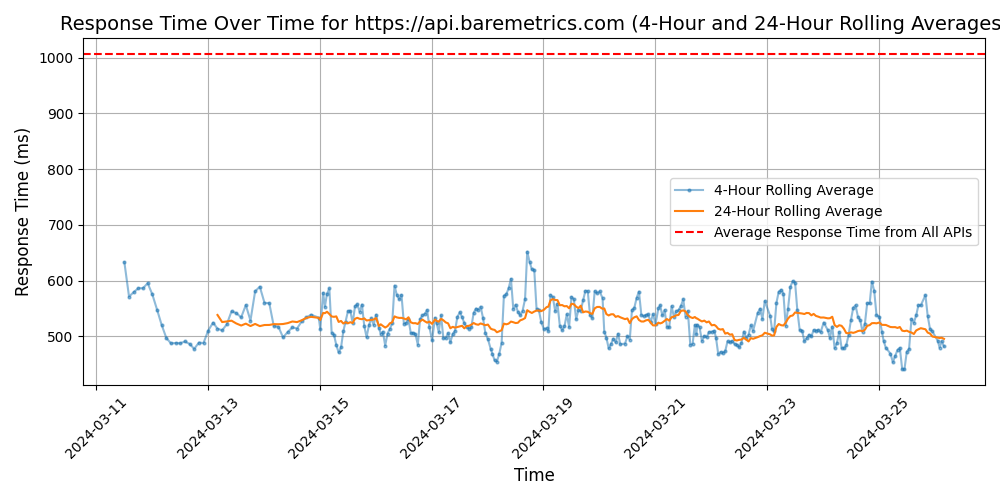 Response Time Over Time for https://api.baremetrics.com (4-Hour and 24-Hour Rolling Averages
Response Time (ms)
1000
900
800
700
600
500
4-Hour Rolling Average
24-Hour Rolling Average
Average Response Time from All APIs
2024-03-11
2024-03-13
2024-03-15
2024-03-17
2024-03-19
2024-03-21
2024-03-23
2024-03-25
Time